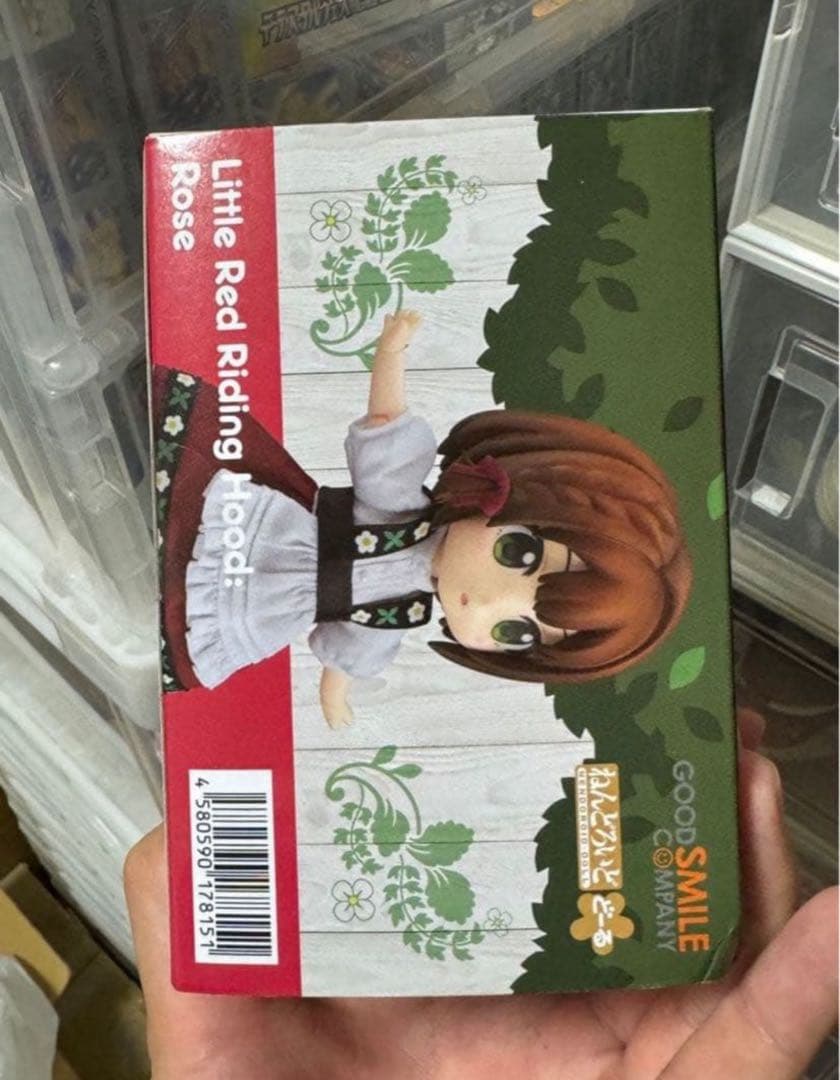 GOOD
SMILE
COMPANY
ねんどろいど
NENDOROID DOLL
どーる
Little Red Riding Hood:
Rose
4 580590 178151